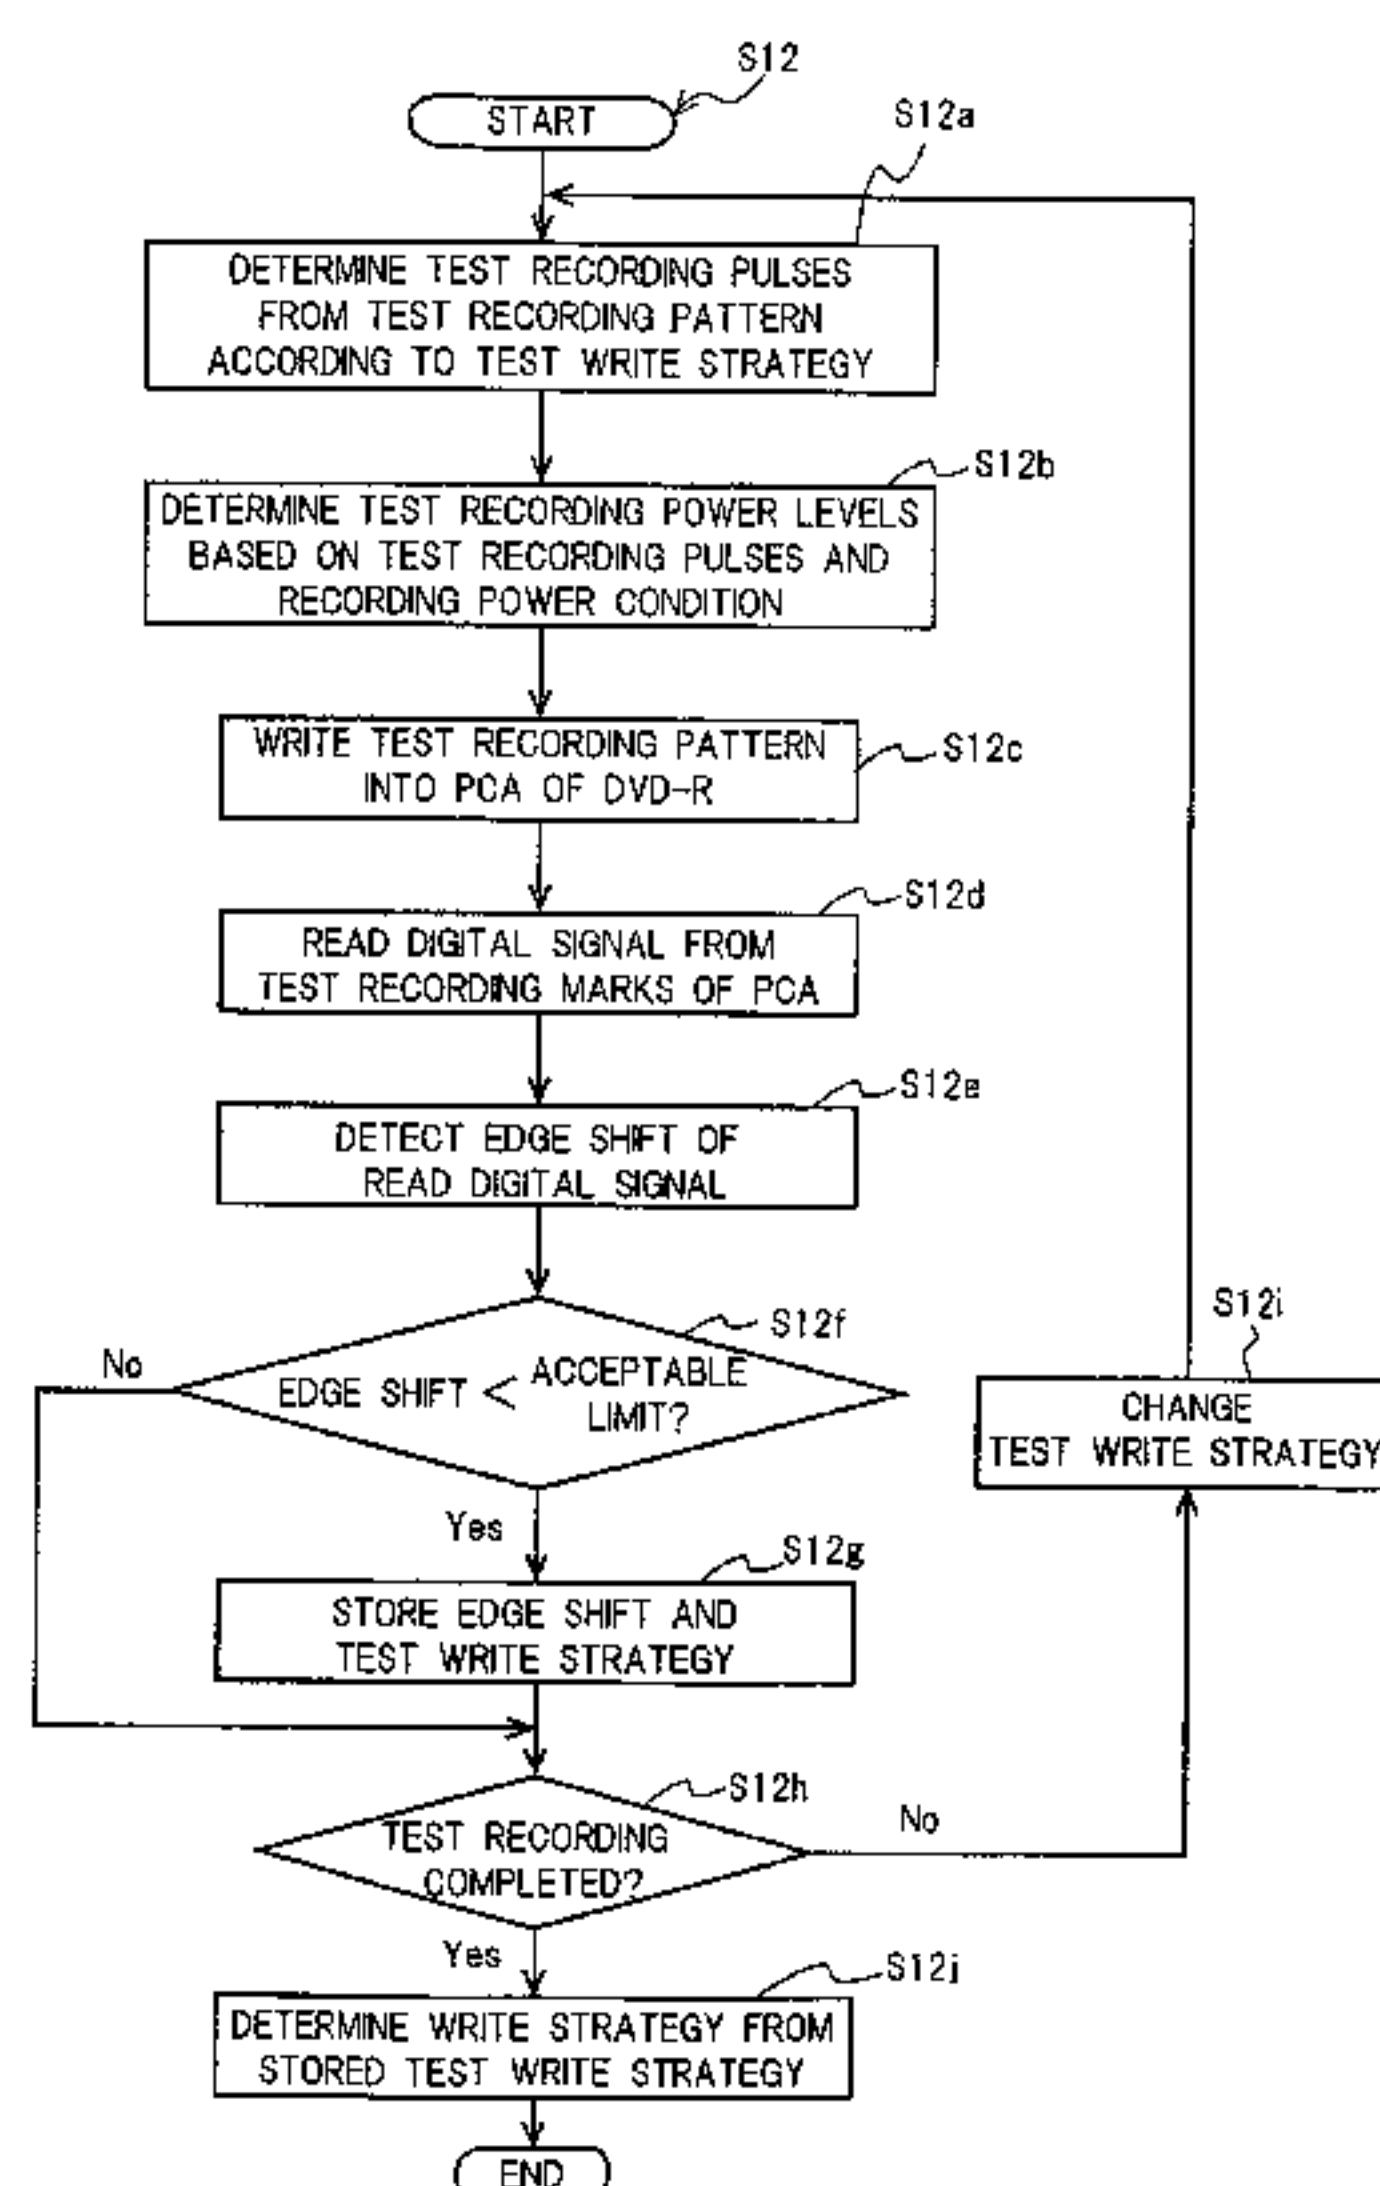 S12
START
S12a
DETERMINE TEST RECORDING PULSES
FROM TEST RECORDING PATTERN
ACCORDING TO TEST WRITE STRATEGY
S12b
DETERMINE TEST RECORDING POWER LEVELS
BASED ON TEST RECORDING PULSES AND
RECORDING POWER CONDITION
WRITE TEST RECORDING PATTERN
INTO PCA OF DVD-R
S12c
S12d
READ DIGITAL SIGNAL FROM
TEST RECORDING MARKS OF PCA
S12e
DETECT EDGE SHIFT OF
READ DIGITAL SIGNAL
S12f
No
EDGE SHIFT < ACCEPTABLE
LIMIT?
S12i
CHANGE
TEST WRITE STRATEGY
Yes
S12g
STORE EDGE SHIFT AND
TEST WRITE STRATEGY
S12h
TEST RECORDING
COMPLETED?
No
Yes
S12j
DETERMINE WRITE STRATEGY FROM
STORED TEST WRITE STRATEGY
END